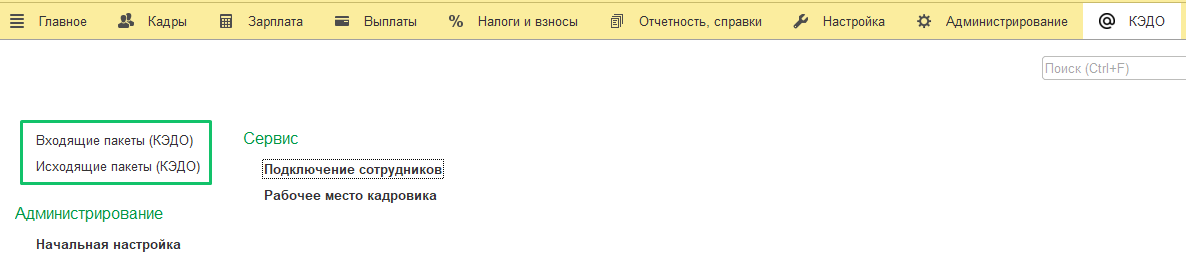 Главное Кадры Зарплата Выплаты % Налоги и взносы Отчетность, справки Настройка Администрирование @ КЭДО
Поиск (Ctrl+F)
Входящие пакеты (КЭДО)
Исходящие пакеты (КЭДО)
Администрирование
Начальная настройка
Сервис
Подключение сотрудников
Рабочее место кадровика